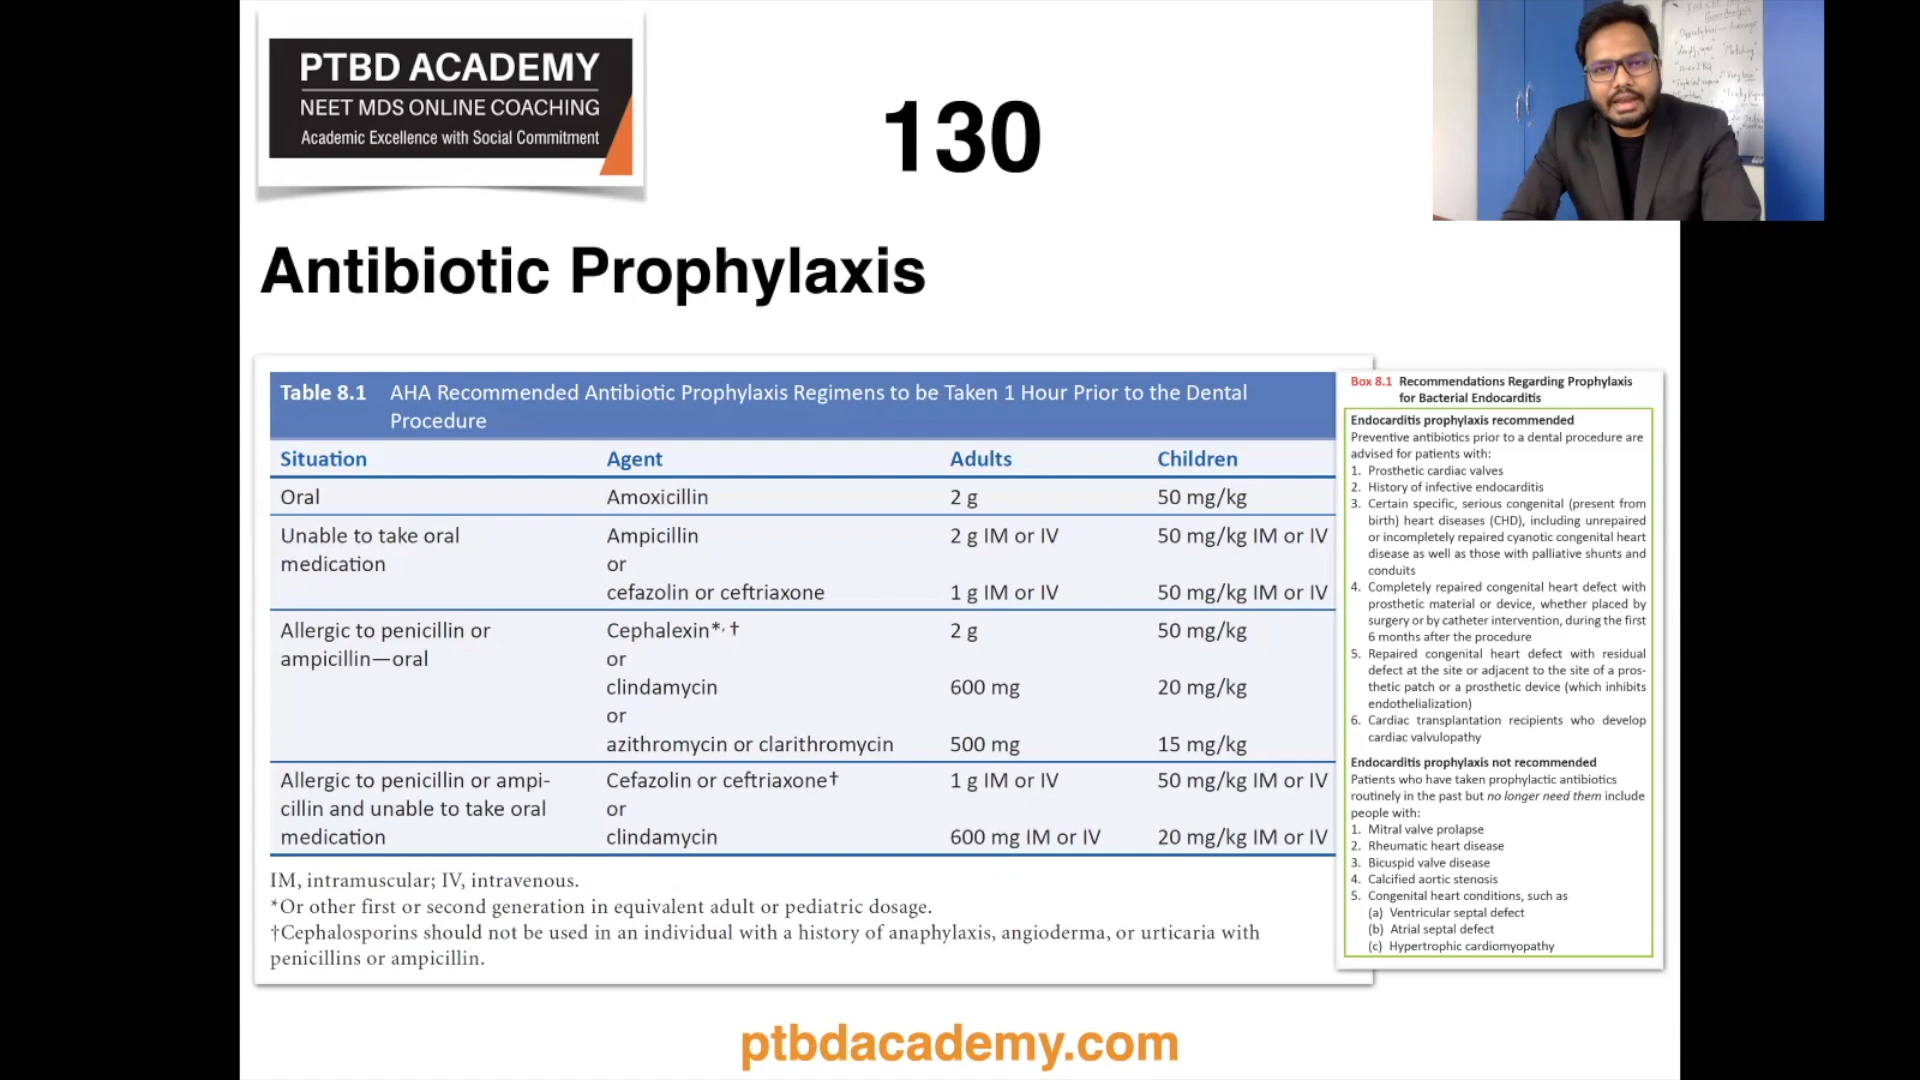 PTBD ACADEMY
NEET MDS ONLINE COACHING
Academic Excellence with Social Commitment
130
Antibiotic Prophylaxis
Table 8.1 AHA Recommended Antibiotic Prophylaxis Regimens to be Taken 1 Hour Prior to the Dental
Procedure
Situation Agent Adults Children
Oral Amoxicillin 2 g 50 mg/kg
Unable to take oral Ampicillin 2 g IM or IV 50 mg/kg IM or IV
medication or
cefazolin or ceftriaxone 1 g IM or IV 50 mg/kg IM or IV
Allergic to penicillin or Cephalexin*,† 2 g 50 mg/kg
ampicillin—oral or
clindamycin 600 mg 20 mg/kg
or
azithromycin or clarithromycin 500 mg 15 mg/kg
Allergic to penicillin or ampi- Cefazolin or ceftriaxone† 1 g IM or IV 50 mg/kg IM or IV
cillin and unable to take oral or
medication clindamycin 600 mg IM or IV 20 mg/kg IM or IV
IM, intramuscular; IV, intravenous.
*Or other first or second generation in equivalent adult or pediatric dosage.
†Cephalosporins should not be used in an individual with a history of anaphylaxis, angioderma, or urticaria with
penicillins or ampicillin.
Box 8.1 Recommendations Regarding Prophylaxis
for Bacterial Endocarditis
Endocarditis prophylaxis recommended
Preventive antibiotics prior to a dental procedure are
advised for patients with:
1. Prosthetic cardiac valves
2. History of infective endocarditis
3. Certain specific, serious congenital (present from
birth) heart diseases (CHD), including unrepaired
or incompletely repaired cyanotic congenital heart
disease as well as those with palliative shunts and
conduits
4. Completely repaired congenital heart defect with
prosthetic material or device, whether placed by
surgery or by catheter intervention, during the first
6 months after the procedure
5. Repaired congenital heart defect with residual
defect at the site or adjacent to the site of a pros-
thetic patch or a prosthetic device (which inhibits
endothelialization)
6. Cardiac transplantation recipients who develop
cardiac valvulopathy
Endocarditis prophylaxis not recommended
Patients who have taken prophylactic antibiotics
routinely in the past but no longer need them include
people with:
1. Mitral valve prolapse
2. Rheumatic heart disease
3. Bicuspid valve disease
4. Calcified aortic stenosis
5. Congenital heart conditions, such as
(a) Ventricular septal defect
(b) Atrial septal defect
(c) Hypertrophic cardiomyopathy
ptbdacademy.com